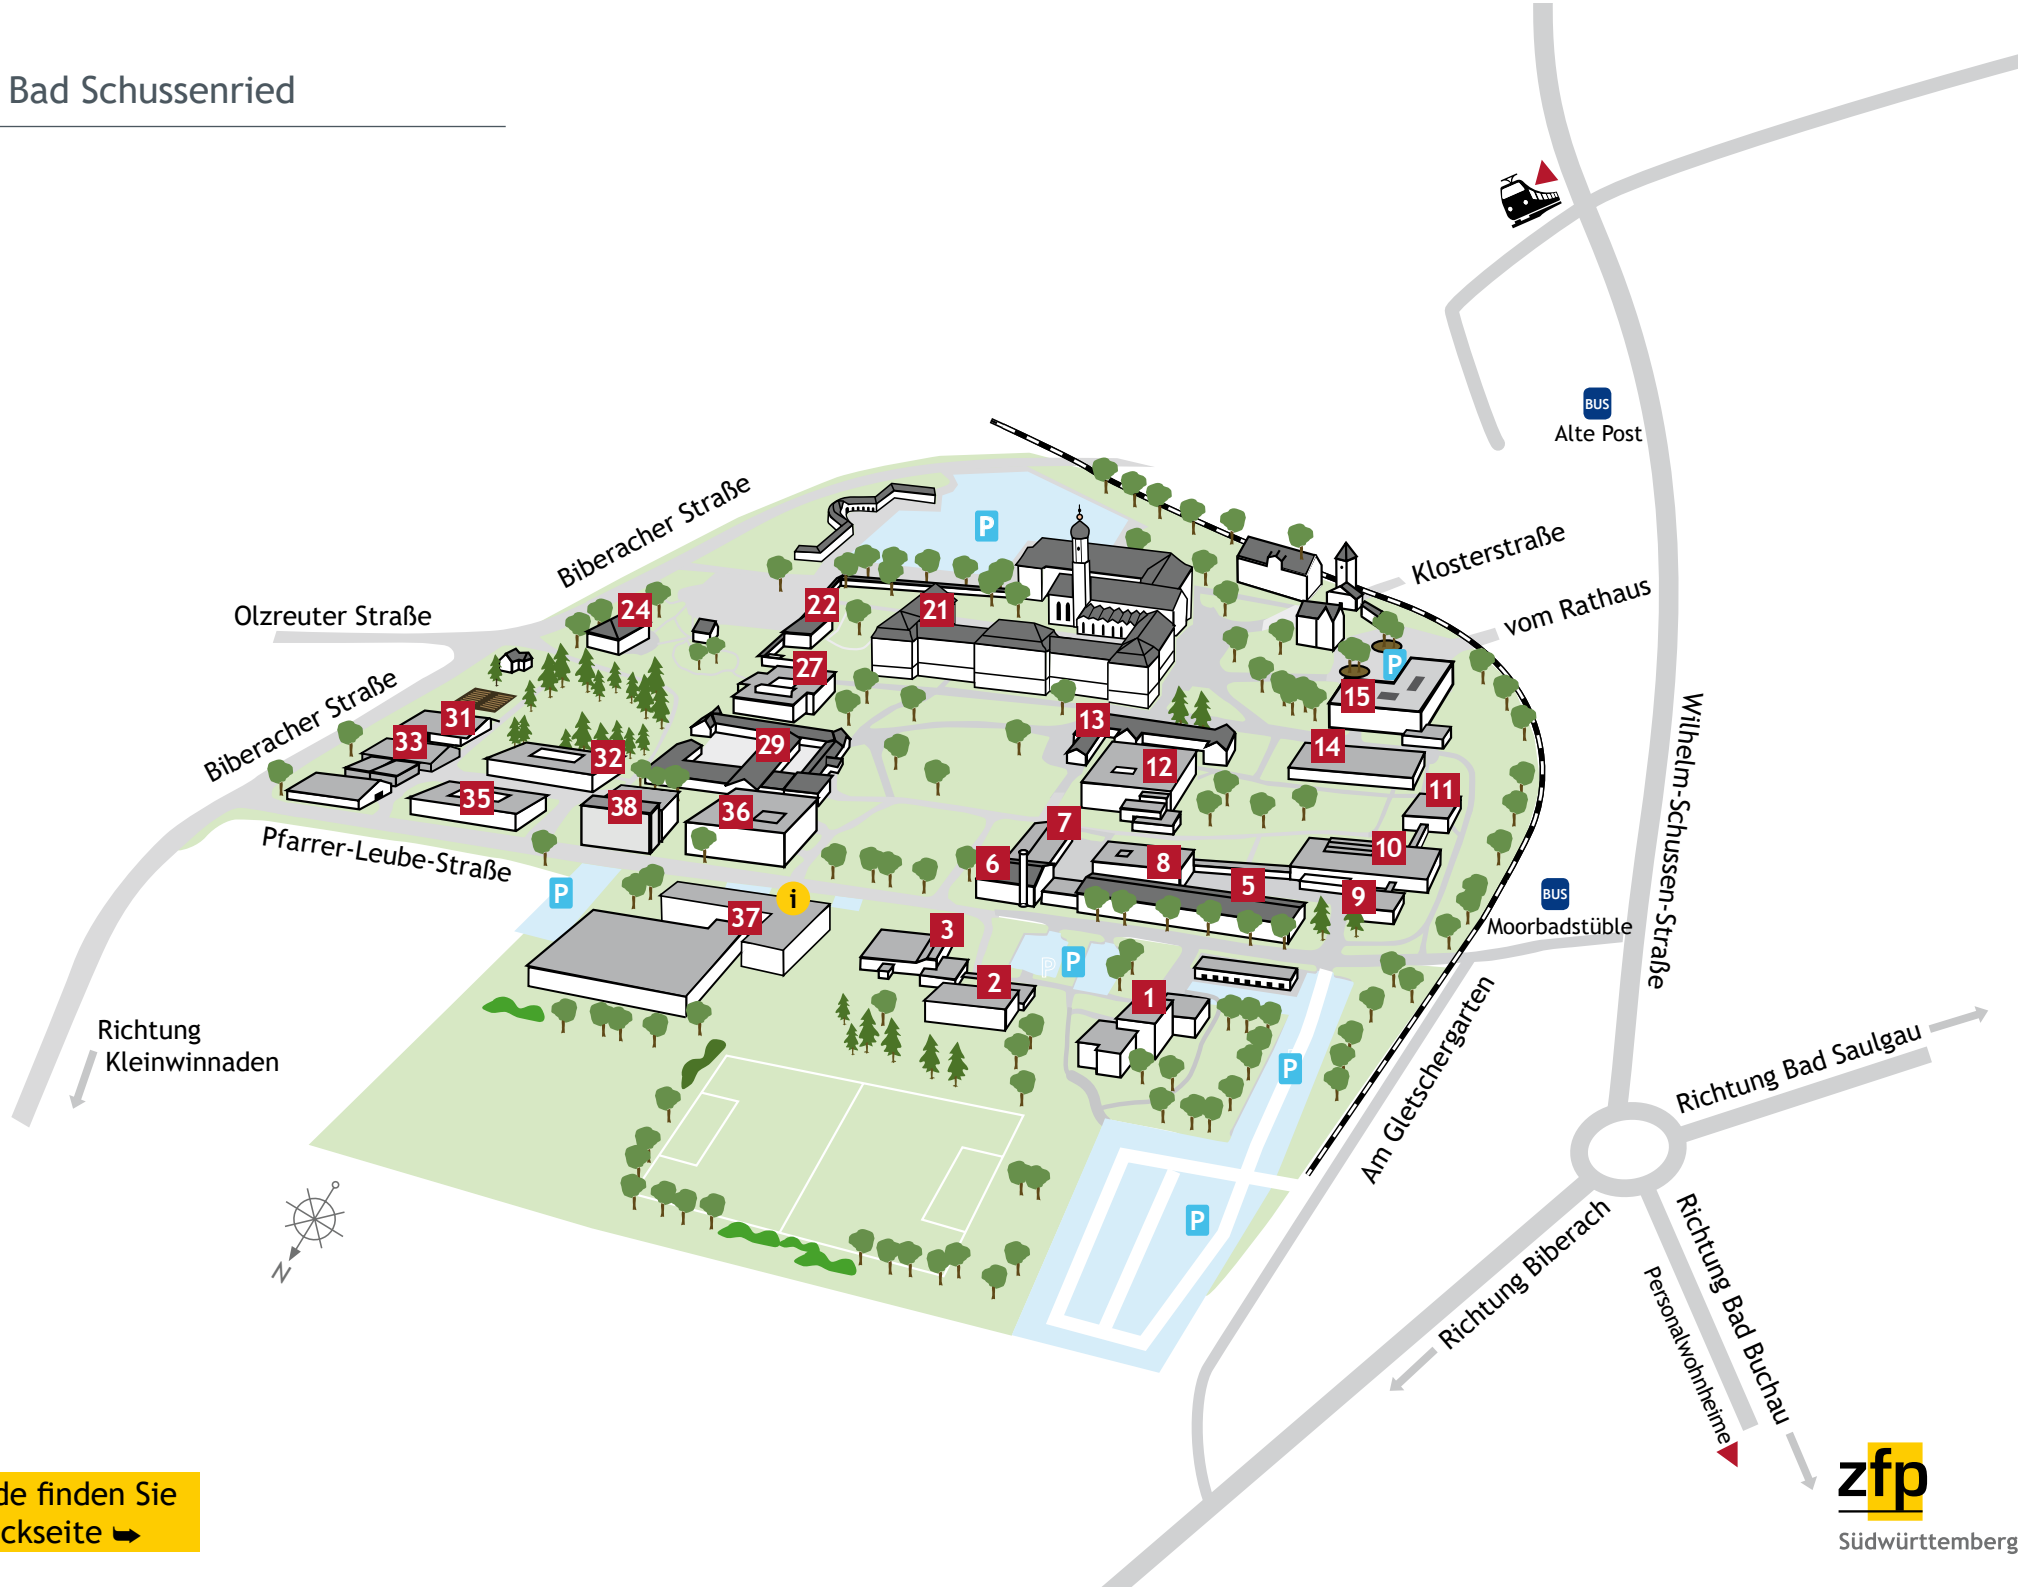 Bad Schussenried
BUS
Alte Post
Biberacher Straße
P
Klosterstraße
vom Rathaus
Olzreuter Straße
24
22
21
27
P
15
Biberacher Straße
31
33
32
29
13
12
14
11
35
38
36
7
6
8
5
10
9
Pfarrer-Leube-Straße
P
i
37
3
2
P
P
1
BUS
Moorbadstüble
Wilhelm-Schussen-Straße
Richtung
Kleinwinnaden
P
Am Gletschergarten
Richtung Bad Saulgau
P
N
Richtung Biberach
Richtung Bad Buchau
Personalwohnheime
de finden Sie
ckseite
zfp
Südwürttemberg